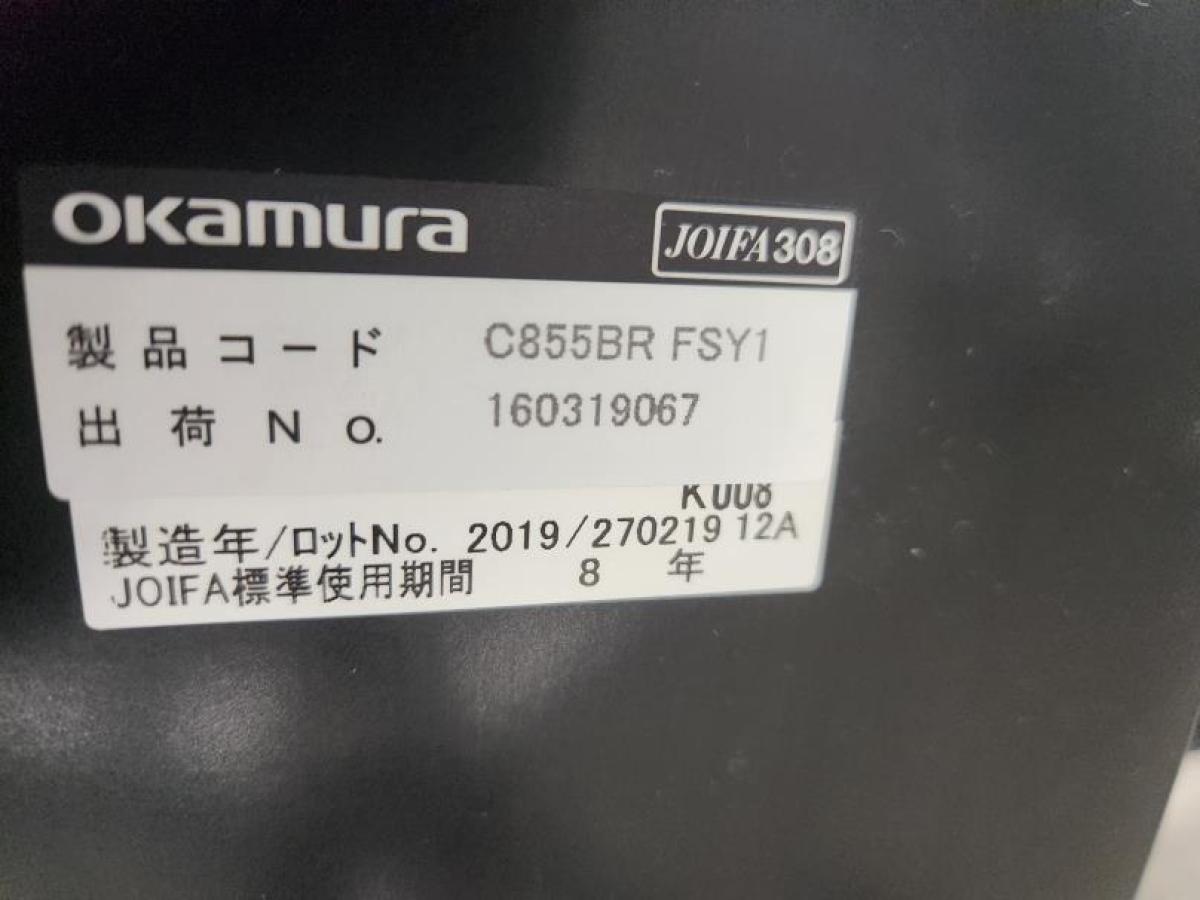 okamura
JOIFA308
製品コード C855BR FSY1
出荷No. 160319067
K008
製造年/ロットNo. 2019/270219 12A
JOIFA標準使用期間 8 年